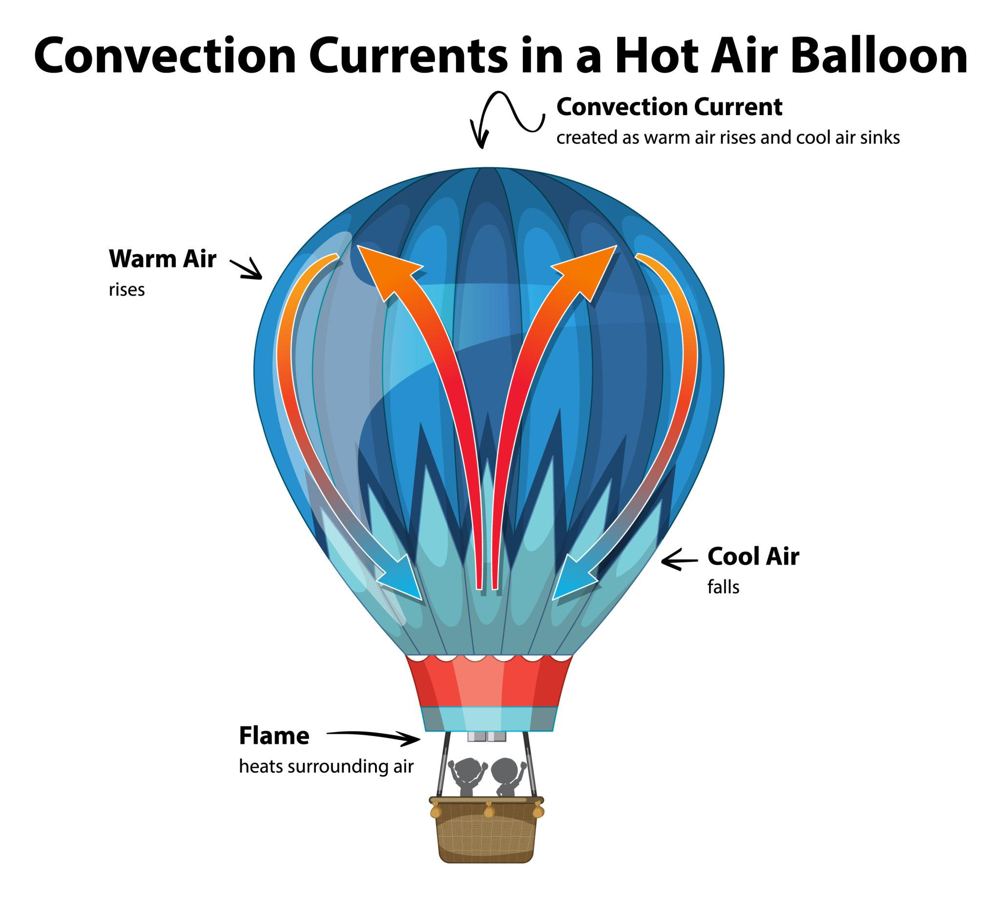 Convection Currents in a Hot Air Balloon
Convection Current
created as warm air rises and cool air sinks
Warm Air
rises
Cool Air
falls
Flame
heats surrounding air